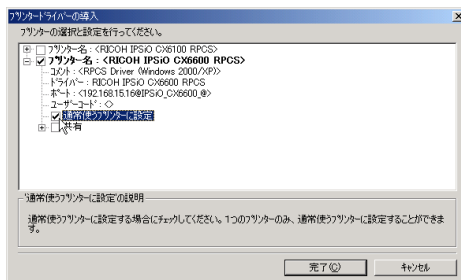 プリンタードライバーの導入
プリンターの選択と設定を行ってください。
プリンター名 : <RICOH IPSiO CX6100 RPCS>
プリンター名 : <RICOH IPSiO CX6600 RPCS>
コメント : <RPCS Driver (Windows 2000/XP)>
ドライバー : RICOH IPSiO CX6600 RPCS
ポート : <192.168.15.16@IPSiO_CX6600_@>
ユーザーコード : <>
通常使うプリンターに設定
共有
'通常使うプリンターに設定'の説明
通常使うプリンターに設定する場合にチェックしてください。1つのプリンターのみ、通常使うプリンターに設定することができま
す。
完了(C)
キャンセル